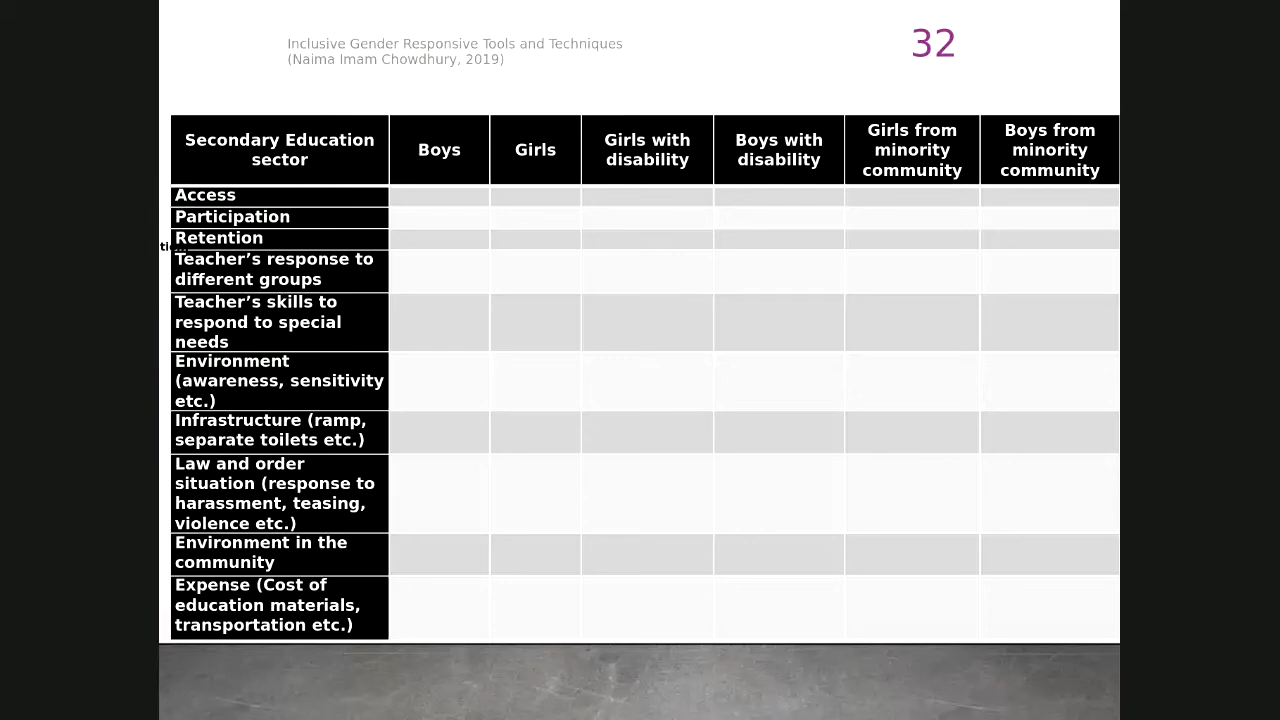 Inclusive Gender Responsive Tools and Techniques
(Naima Imam Chowdhury, 2019)
32
Secondary Education
sector
Boys
Girls
Girls with
disability
Boys with
disability
Girls from
minority
community
Boys from
minority
community
Access
Participation
Retention
Teacher’s response to
different groups
Teacher’s skills to
respond to special
needs
Environment
(awareness, sensitivity
etc.)
Infrastructure (ramp,
separate toilets etc.)
Law and order
situation (response to
harassment, teasing,
violence etc.)
Environment in the
community
Expense (Cost of
education materials,
transportation etc.)